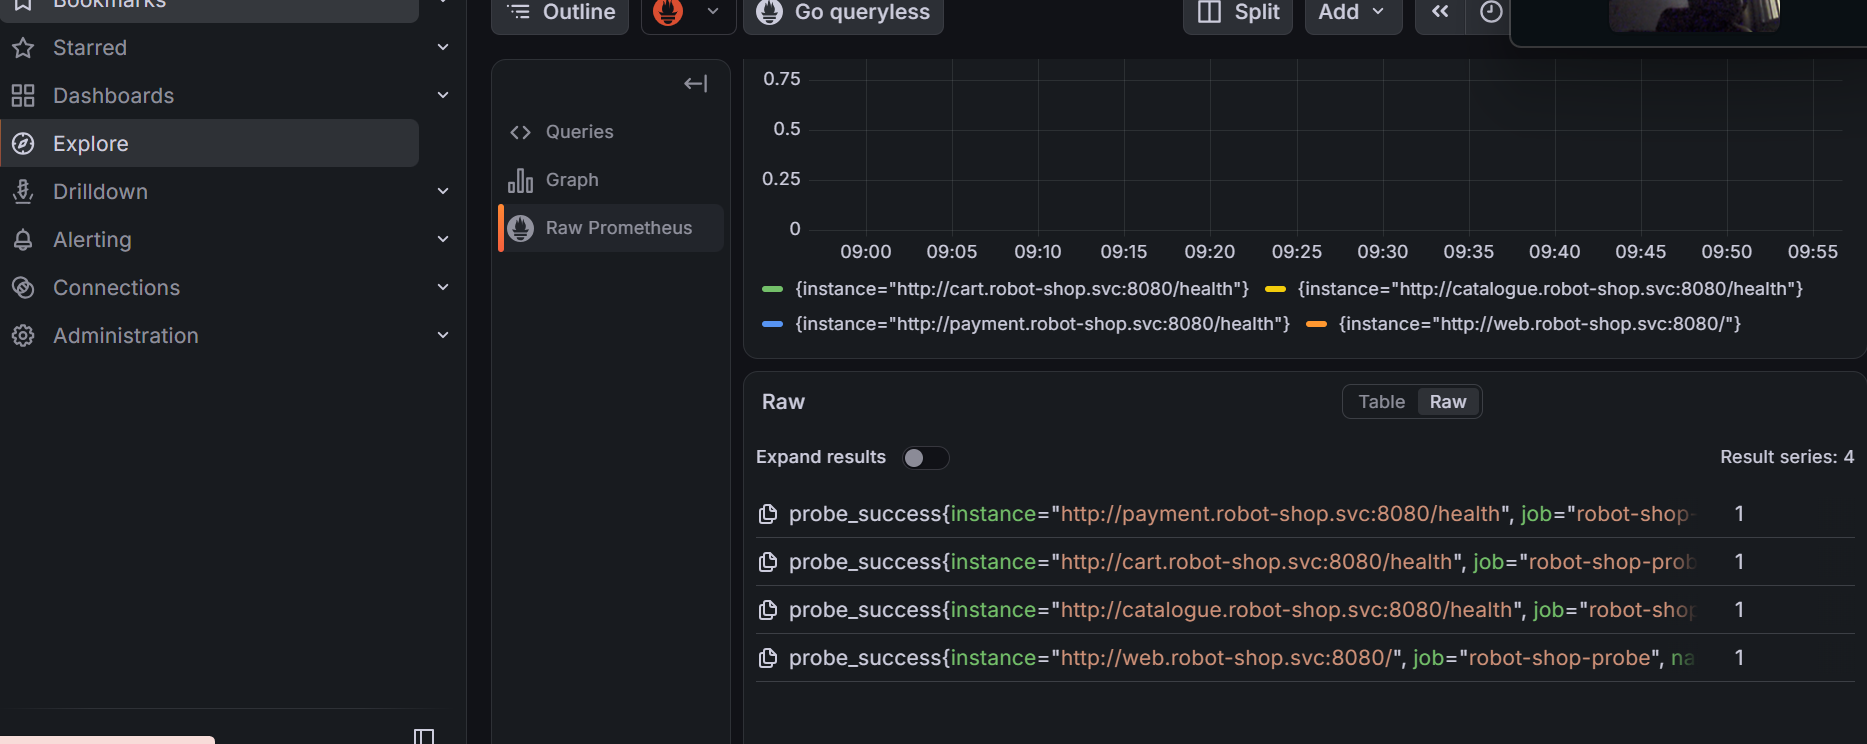 Bookmarks
Starred
Dashboards
Explore
Drilldown
Alerting
Connections
Administration
Outline
Go queryless
Split
Add
Queries
Graph
Raw Prometheus
0.75
0.5
0.25
0
09:00 09:05 09:10 09:15 09:20 09:25 09:30 09:35 09:40 09:45 09:50 09:55
{instance="http://cart.robot-shop.svc:8080/health"} {instance="http://catalogue.robot-shop.svc:8080/health"}
{instance="http://payment.robot-shop.svc:8080/health"} {instance="http://web.robot-shop.svc:8080/"}
Raw
Table Raw
Expand results
Result series: 4
probe_success{instance="http://payment.robot-shop.svc:8080/health", job="robot-shop- 1
probe_success{instance="http://cart.robot-shop.svc:8080/health", job="robot-shop-prob 1
probe_success{instance="http://catalogue.robot-shop.svc:8080/health", job="robot-shop 1
probe_success{instance="http://web.robot-shop.svc:8080/", job="robot-shop-probe", na 1